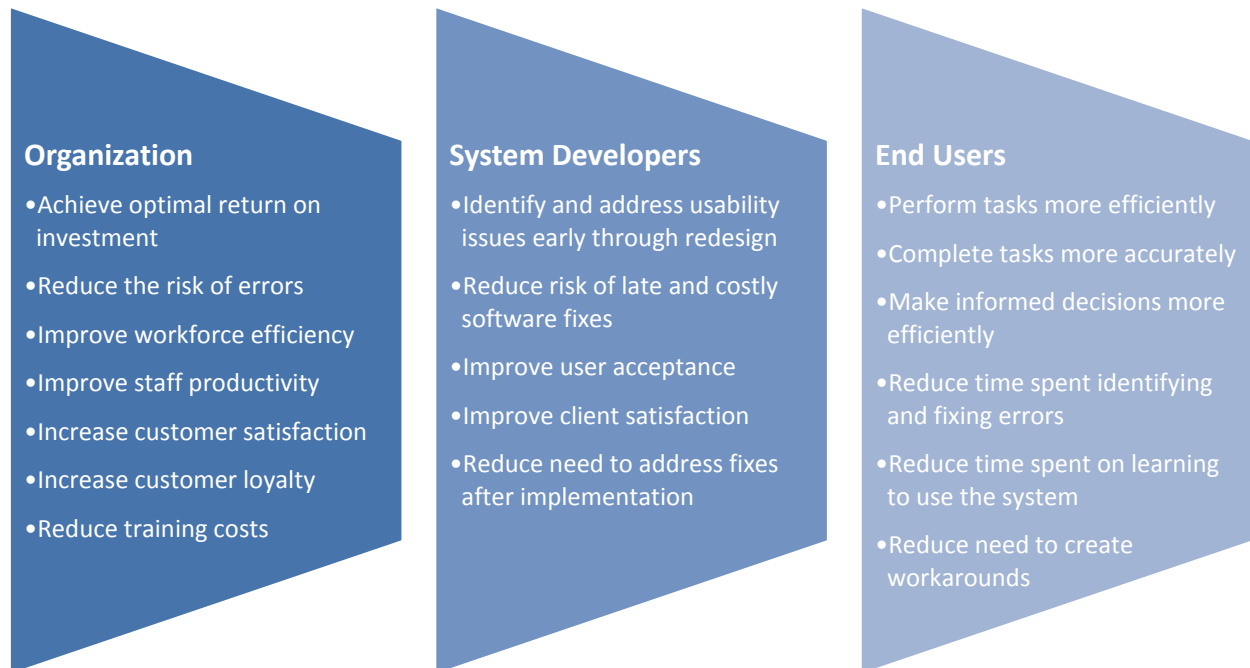 Organization
•Achieve optimal return on
investment
•Reduce the risk of errors
•Improve workforce efficiency
•Improve staff productivity
•Increase customer satisfaction
•Increase customer loyalty
•Reduce training costs
System Developers
•Identify and address usability
issues early through redesign
•Reduce risk of late and costly
software fixes
•Improve user acceptance
•Improve client satisfaction
•Reduce need to address fixes
after implementation
End Users
•Perform tasks more efficiently
•Complete tasks more accurately
•Make informed decisions more
efficiently
•Reduce time spent identifying
and fixing errors
•Reduce time spent on learning
to use the system
•Reduce need to create
workarounds